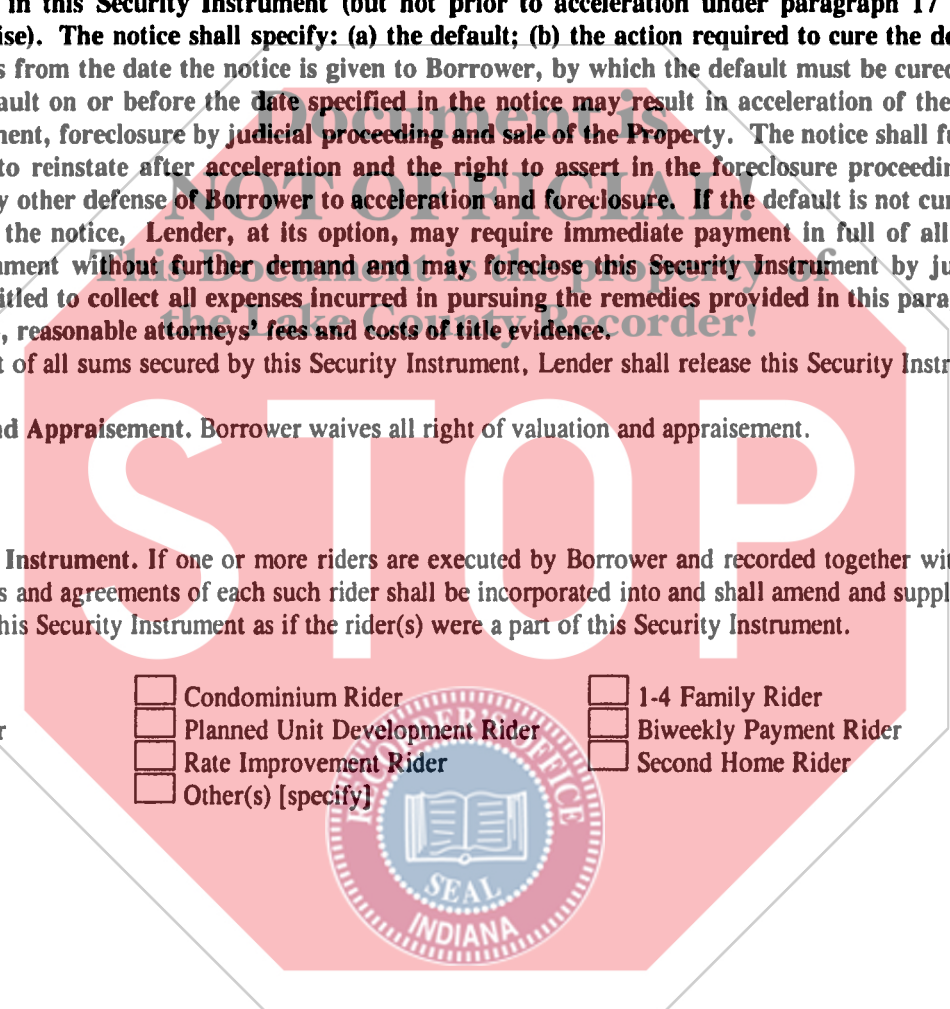 in this Security Instrument (but not prior to acceleration under paragraph 17
ise). The notice shall specify: (a) the default; (b) the action required to cure the de
s from the date the notice is given to Borrower, by which the default must be cured
ault on or before the date specified in the notice may result in acceleration of the
nent, foreclosure by judicial proceeding and sale of the Property. The notice shall fu
to reinstate after acceleration and the right to assert in the foreclosure proceedin
y other defense of Borrower to acceleration and foreclosure. If the default is not cur
the notice, Lender, at its option, may require immediate payment in full of all
ument without further demand and may foreclose this Security Instrument by ju
itled to collect all expenses incurred in pursuing the remedies provided in this para
, reasonable attorneys' fees and costs of title evidence.
t of all sums secured by this Security Instrument, Lender shall release this Security Instr
nd Appraisement. Borrower waives all right of valuation and appraisement.
Instrument. If one or more riders are executed by Borrower and recorded together wit
s and agreements of each such rider shall be incorporated into and shall amend and suppl
his Security Instrument as if the rider(s) were a part of this Security Instrument.
Condominium Rider 1-4 Family Rider
r Planned Unit Development Rider Biweekly Payment Rider
Rate Improvement Rider Second Home Rider
Other(s) [specify]
Document is
NOT OFFICIAL!
This Document is the property of
the Lake County Recorder!
STOP
RECORDER'S OFFICE
SEAL
INDIANA